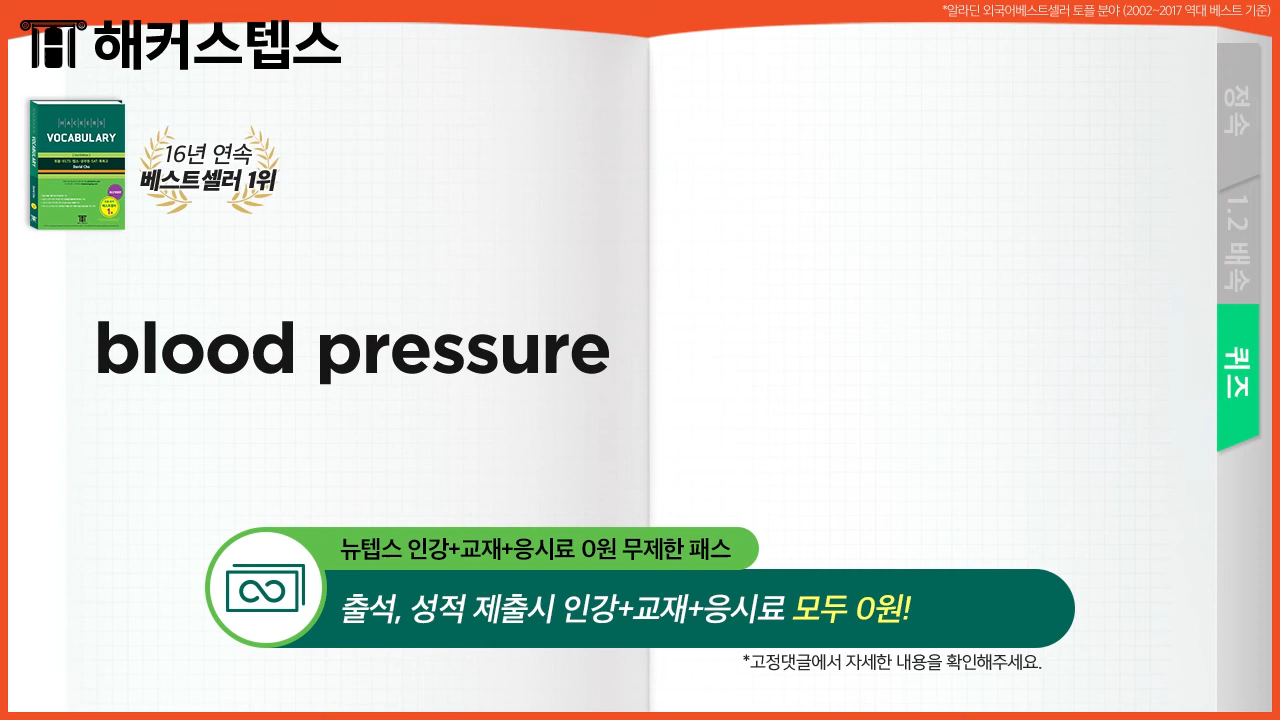 *알라딘 외국어베스트셀러 토플 분야 (2002~2017 역대 베스트 기준)
해커스텝스
HACKERS
VOCABULARY
David Cho
16년 연속
베스트셀러 1위
정속
1.2 배속
퀴즈
blood pressure
뉴텝스 인강+교재+응시료 0원 무제한 패스
출석, 성적 제출시 인강+교재+응시료 모두 0원!
*고정댓글에서 자세한 내용을 확인해주세요.